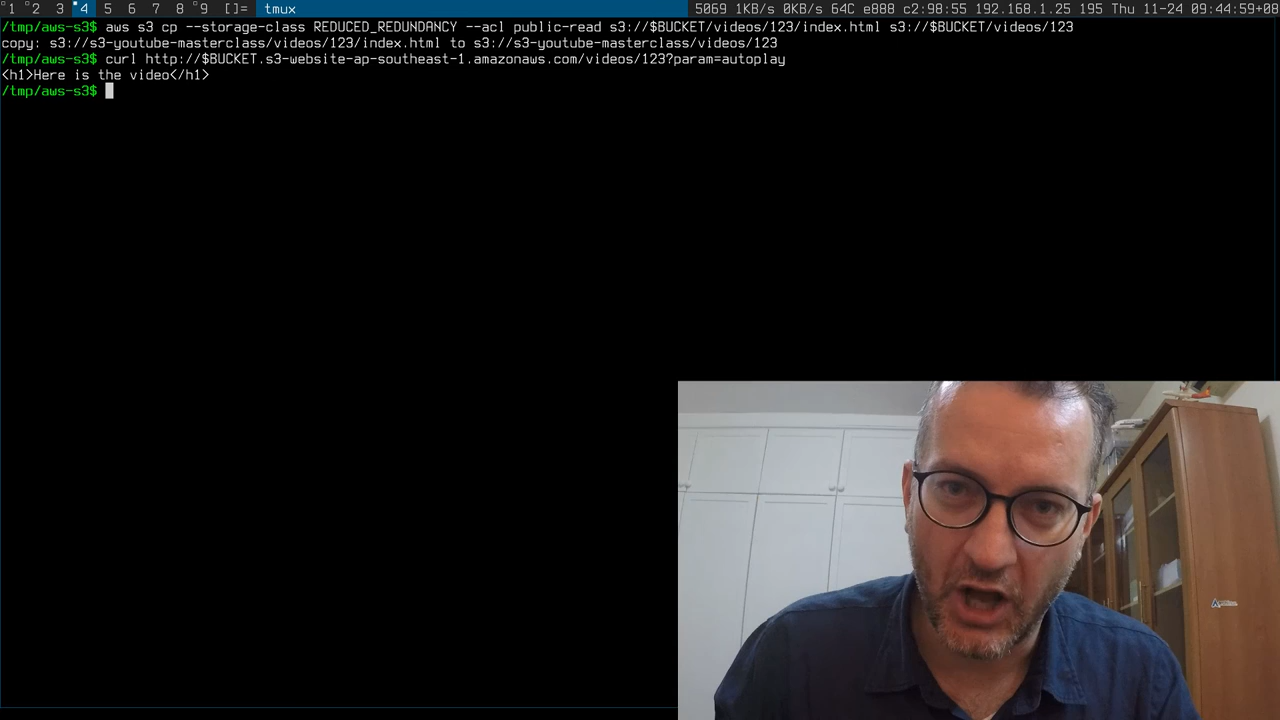 1 2 3 4 5 6 7 8 9 []= tmux 5069 1KB/s 0KB/s e888 c2:98:55 192.168.1.25 195 Thu 11-24 09:44:59+08
/tmp/aws-s3$ aws s3 cp --storage-class REDUCED_REDUNDANCY --acl public-read s3://$BUCKET/videos/123/index.html s3://$BUCKET/videos/123
copy: s3://s3-youtube-masterclass/videos/123/index.html to s3://s3-youtube-masterclass/videos/123
/tmp/aws-s3$ curl http://$BUCKET.s3-website-ap-southeast-1.amazonaws.com/videos/123?param=autoplay
<h1>Here is the video</h1>
/tmp/aws-s3$